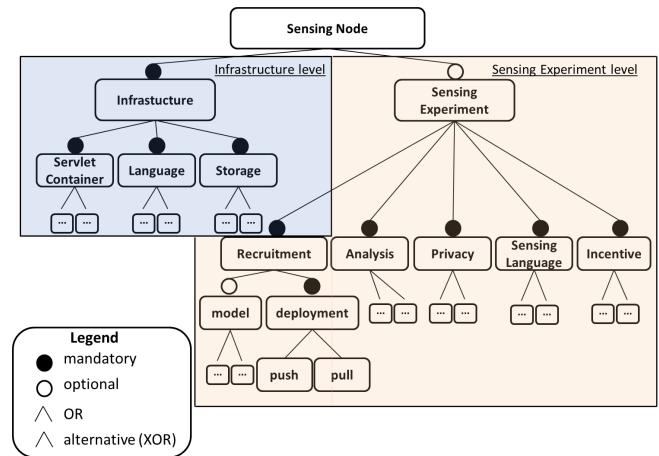 Sensing Node
Infrastructure level
Sensing Experiment level
Infrastucture
Sensing
Experiment
Servlet
Container
Language
Storage
... ... ... ... ... ...
Recruitment
Analysis
Privacy
Sensing
Language
Incentive
model
deployment
... ... ... ... ... ... ... ...
... ...
push
pull
Legend
mandatory
optional
OR
alternative (XOR)